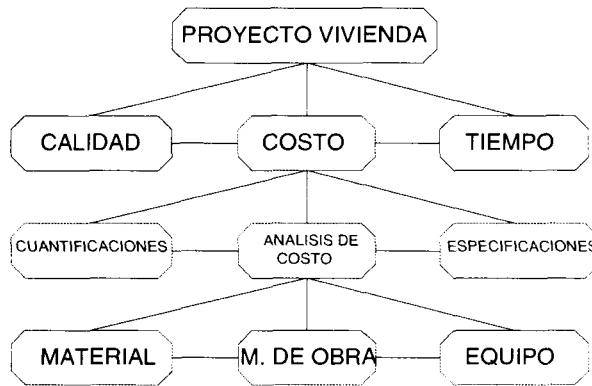 PROYECTO VIVIENDA
CALIDAD
COSTO
TIEMPO
CUANTIFICACIONES
ANALISIS DE
COSTO
ESPECIFICACIONES
MATERIAL
M. DE OBRA
EQUIPO